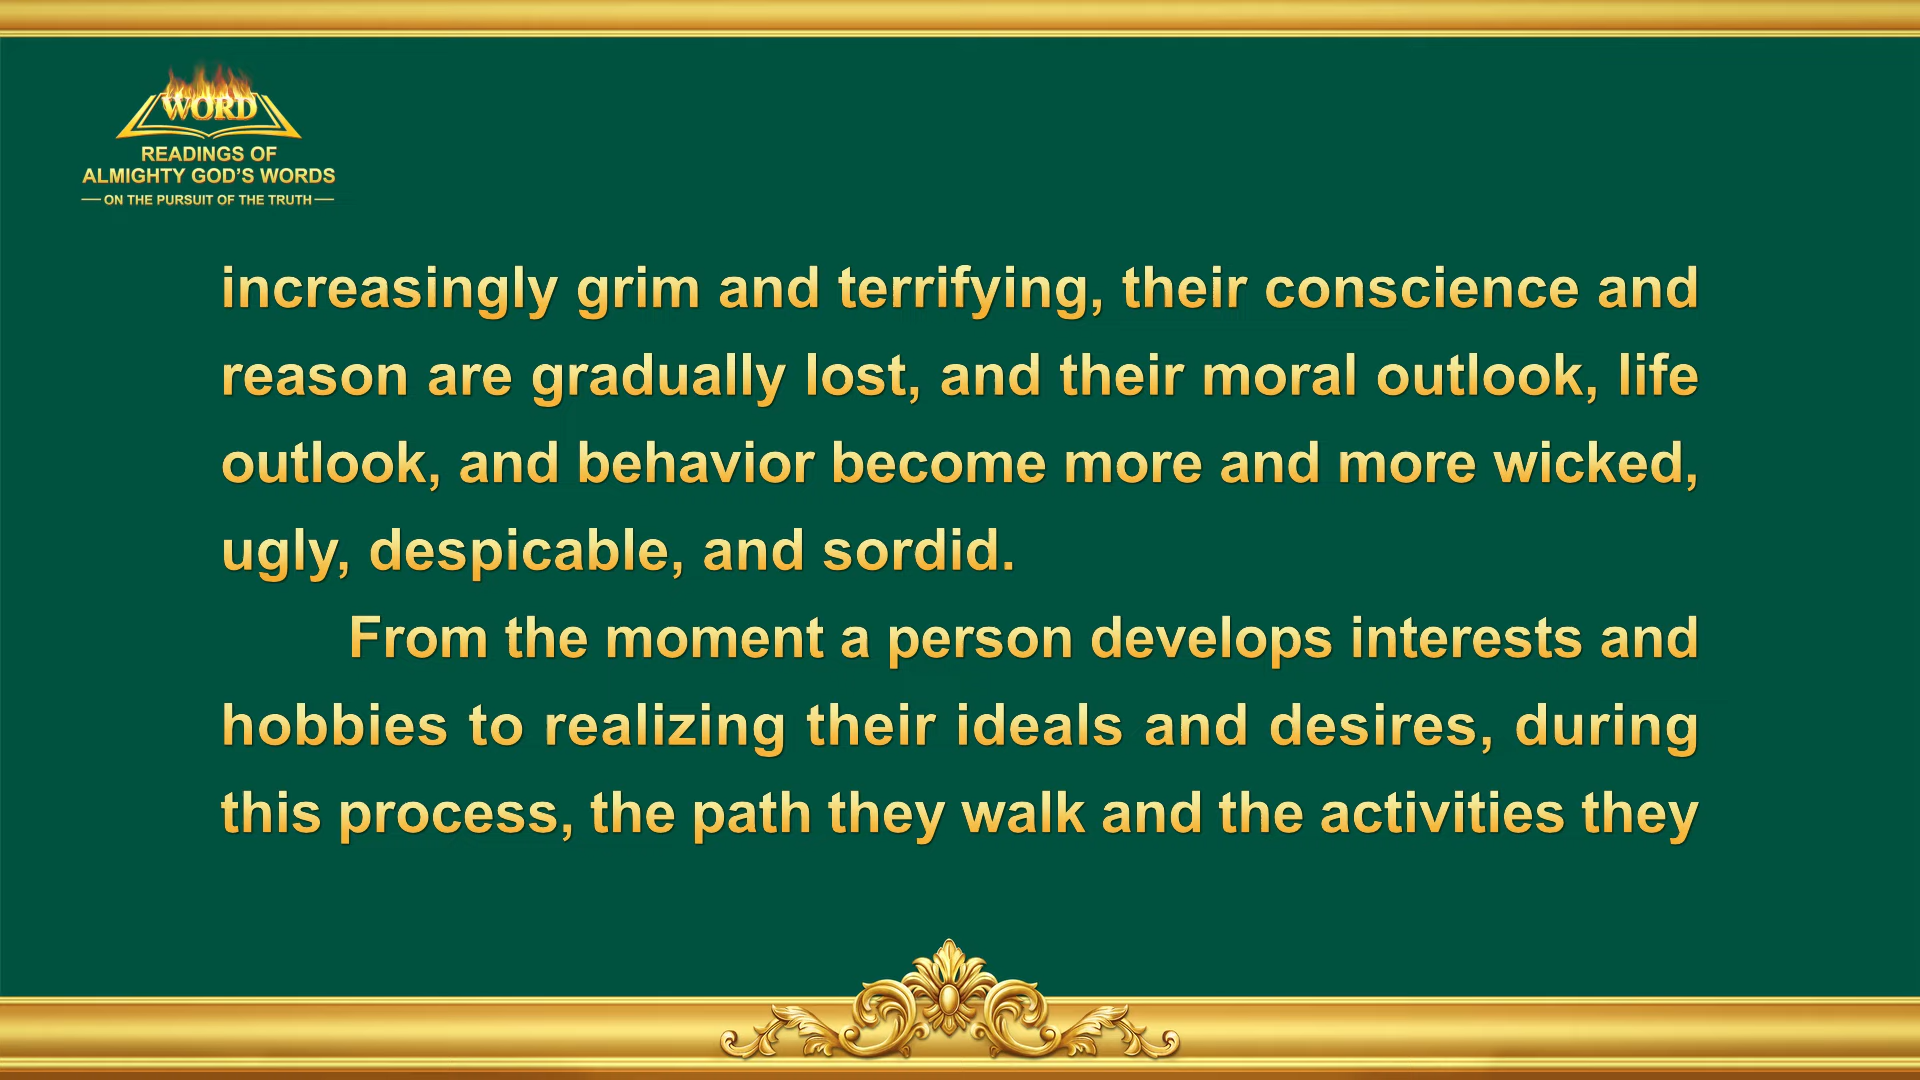 WORD
READINGS OF
ALMIGHTY GOD'S WORDS
— ON THE PURSUIT OF THE TRUTH —
increasingly grim and terrifying, their conscience and
reason are gradually lost, and their moral outlook, life
outlook, and behavior become more and more wicked,
ugly, despicable, and sordid.
From the moment a person develops interests and
hobbies to realizing their ideals and desires, during
this process, the path they walk and the activities they